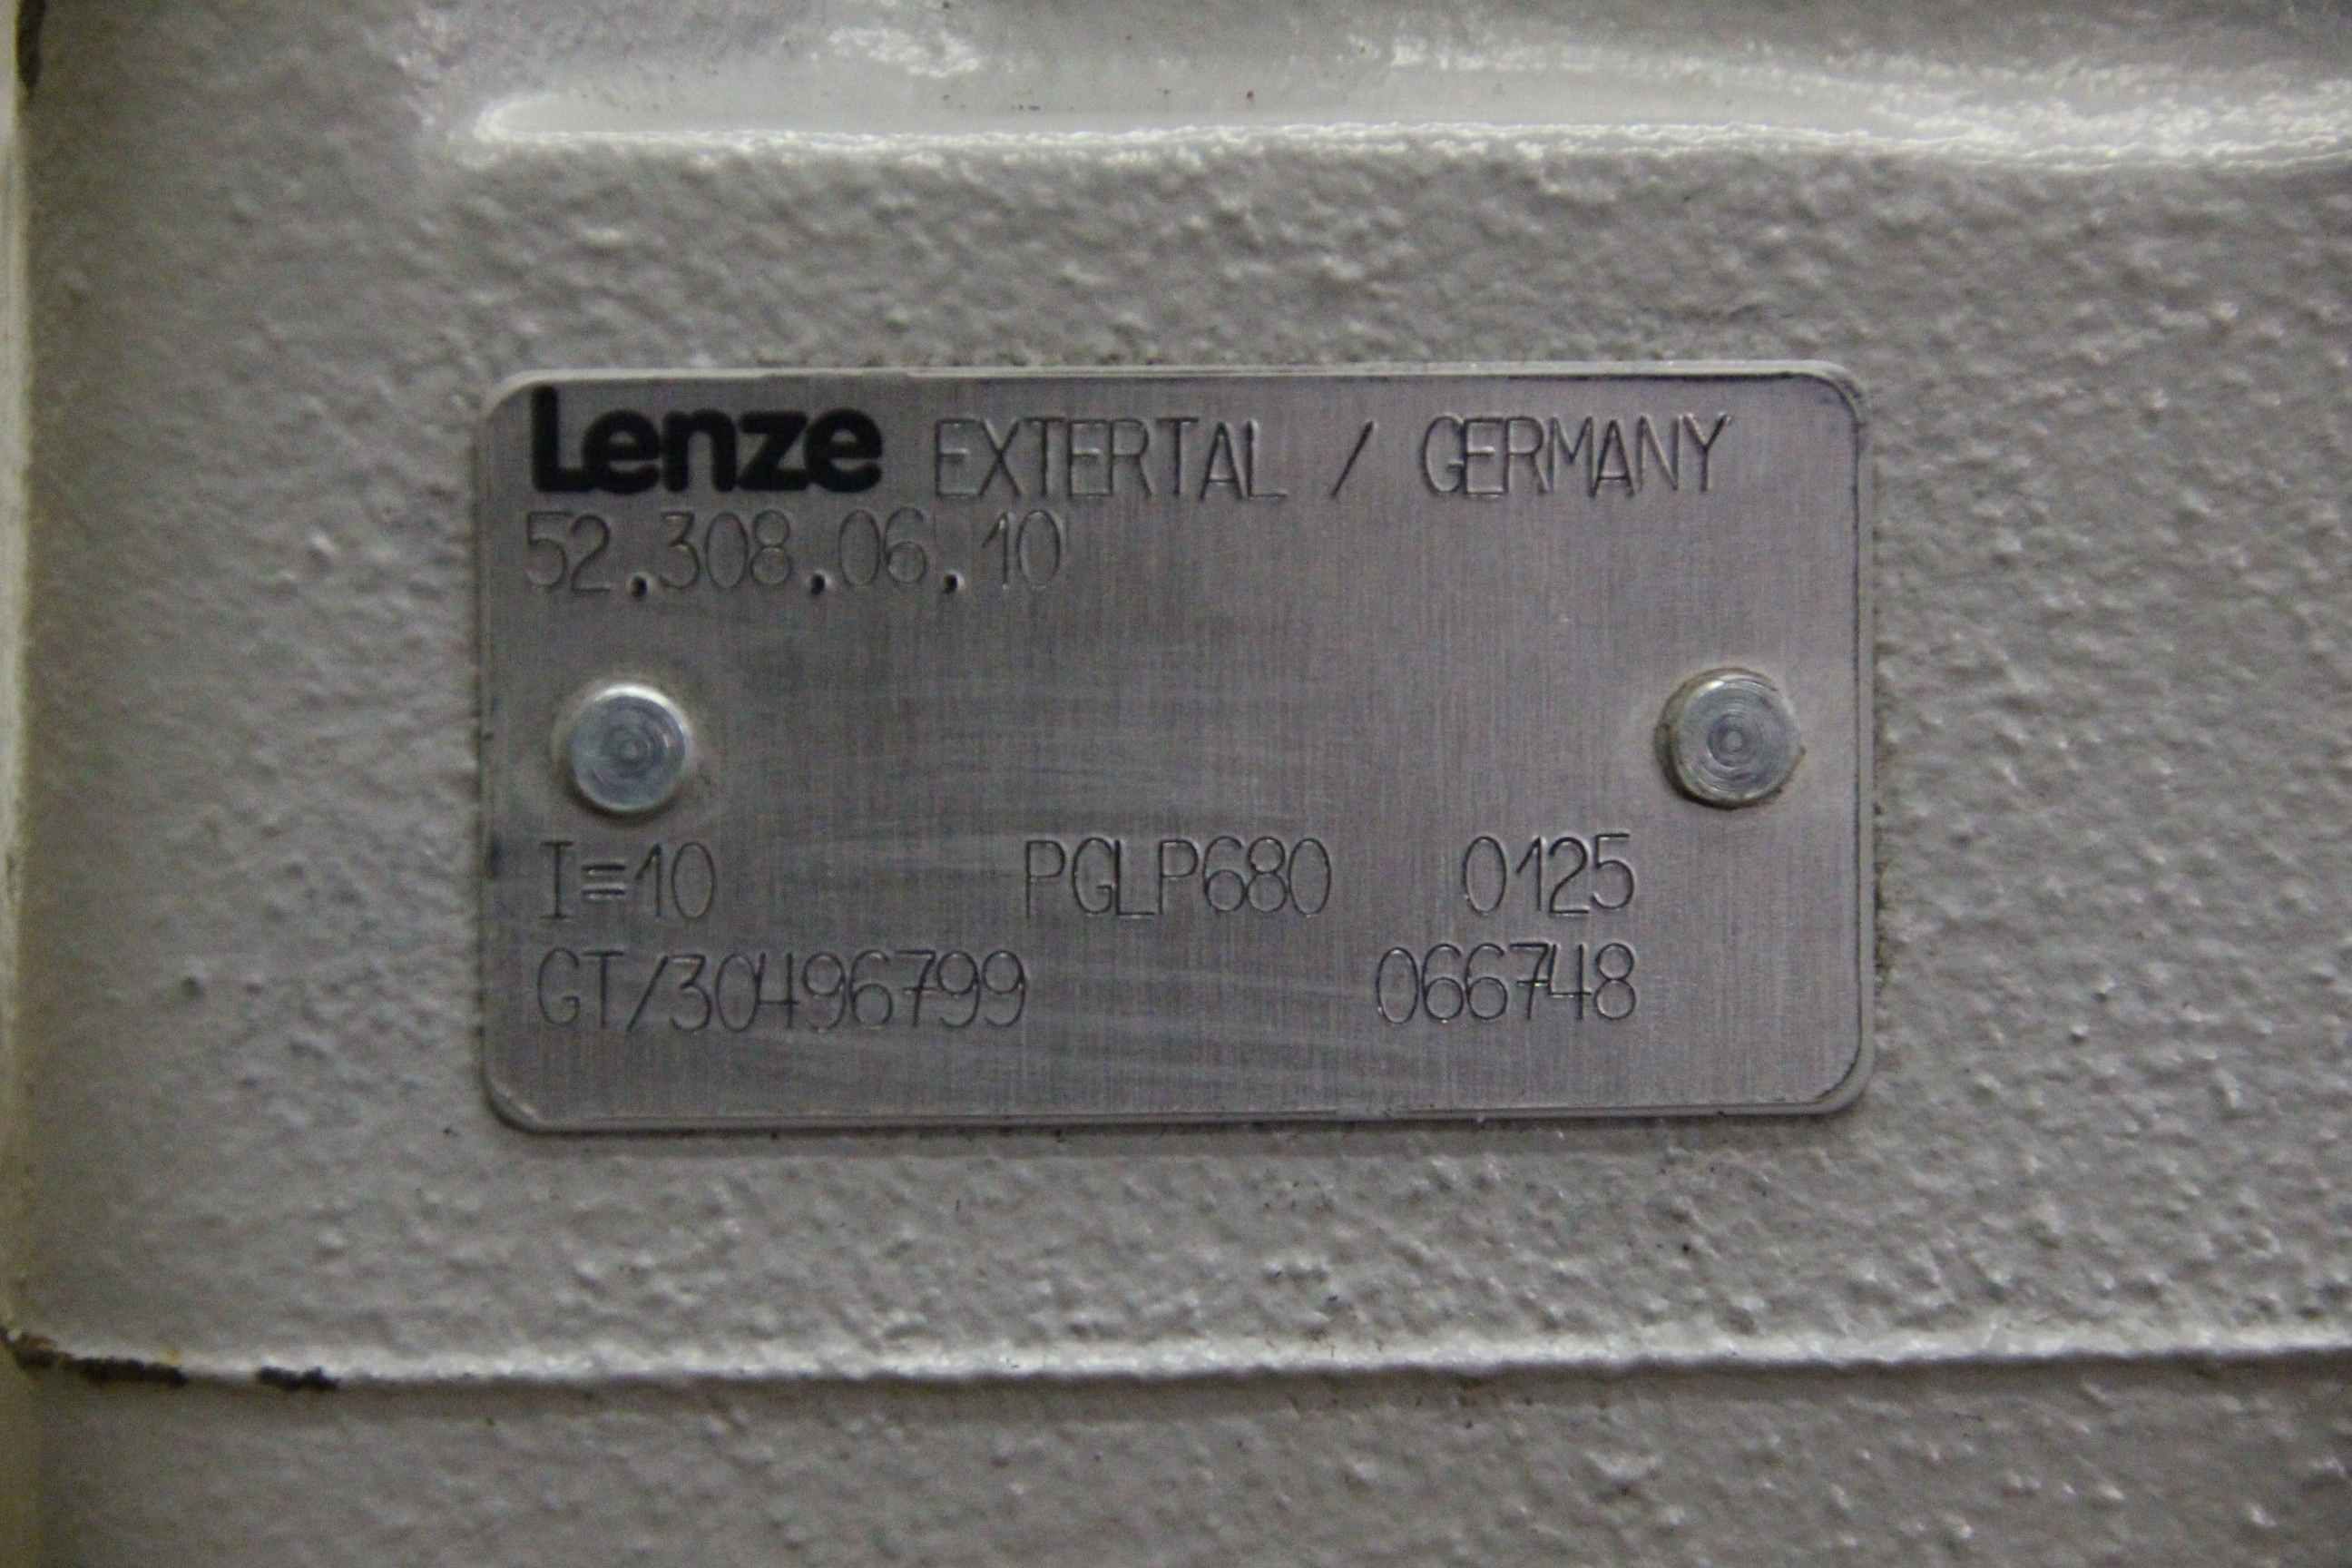 Lenze EXTERTAL / GERMANY
52.308.06.10
I=10 PGLP680 0125
GT/30496799 066748